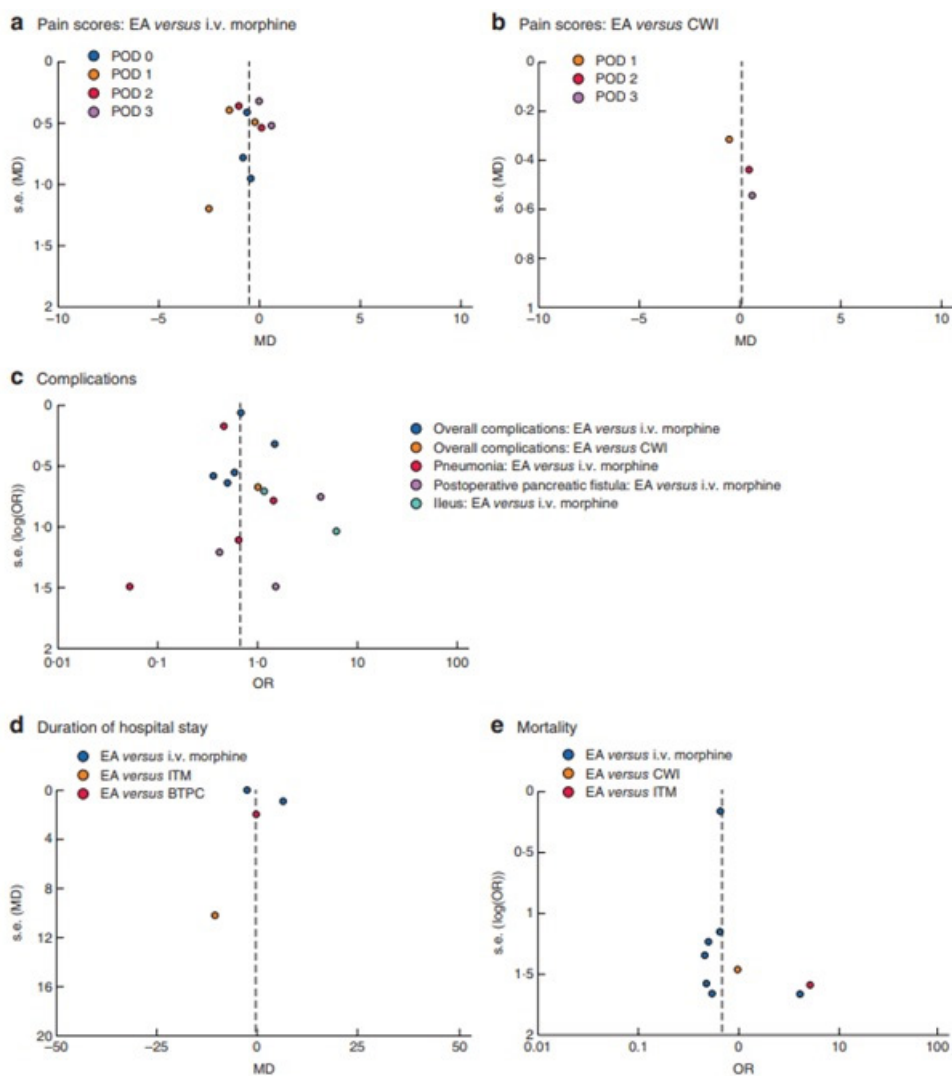 a Pain scores: EA versus i.v. morphine
POD 0
POD 1
POD 2
POD 3
0
0·5
1·0
1·5
2
s.e. (MD)
–10 –5 0 5 10
MD
b Pain scores: EA versus CWI
POD 1
POD 2
POD 3
0
0·2
0·4
0·6
0·8
1
s.e. (MD)
–10 –5 0 5 10
MD
c Complications
0
0·5
1·0
1·5
2
s.e. (log(OR))
0·01 0·1 1·0 10 100
OR
Overall complications: EA versus i.v. morphine
Overall complications: EA versus CWI
Pneumonia: EA versus i.v. morphine
Postoperative pancreatic fistula: EA versus i.v. morphine
Ileus: EA versus i.v. morphine
d Duration of hospital stay
EA versus i.v. morphine
EA versus ITM
EA versus BTPC
0
4
8
12
16
20
s.e. (MD)
–50 –25 0 25 50
MD
e Mortality
EA versus i.v. morphine
EA versus CWI
EA versus ITM
0
0·5
1
1·5
2
s.e. (log(OR))
0.01 0.1 0 10 100
OR